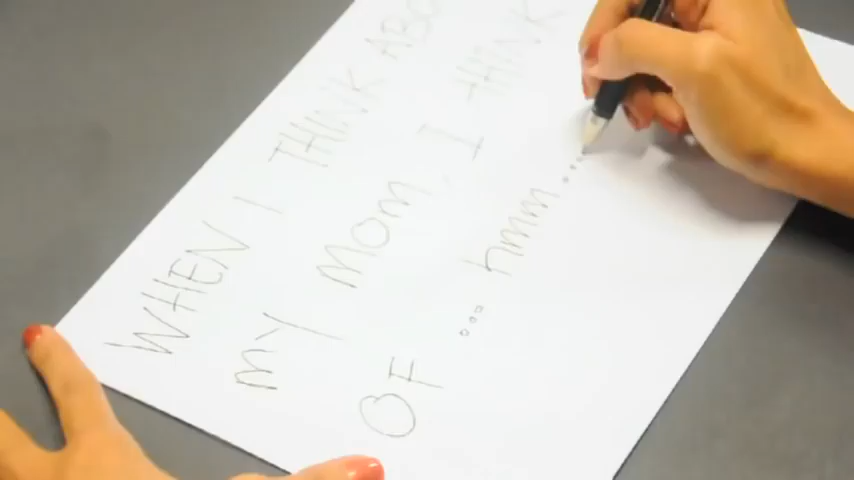 WHEN I THINK ABO
MY MOM, I THINK
OF ... hmm ...